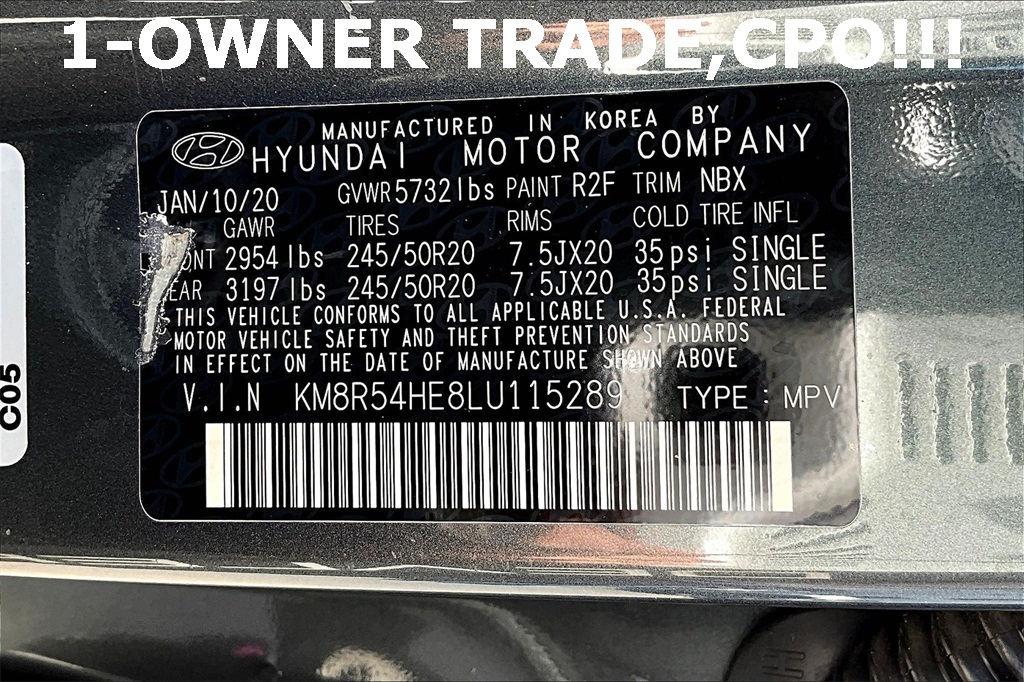 1-OWNER TRADE,CPO!!!
MANUFACTURED IN KOREA BY
HYUNDAI MOTOR COMPANY
JAN/10/20 GVWR 5732lbs PAINT R2F TRIM NBX
GAWR TIRES RIMS COLD TIRE INFL
2954 lbs 245/50R20 7.5JX20 35psi SINGLE
3197 lbs 245/50R20 7.5JX20 35psi SINGLE
THIS VEHICLE CONFORMS TO ALL APPLICABLE U.S.A. FEDERAL
MOTOR VEHICLE SAFETY AND THEFT PREVENTION STANDARDS
IN EFFECT ON THE DATE OF MANUFACTURE SHOWN ABOVE
V.I.N KM8R54HE8LU115289 TYPE : MPV
C05